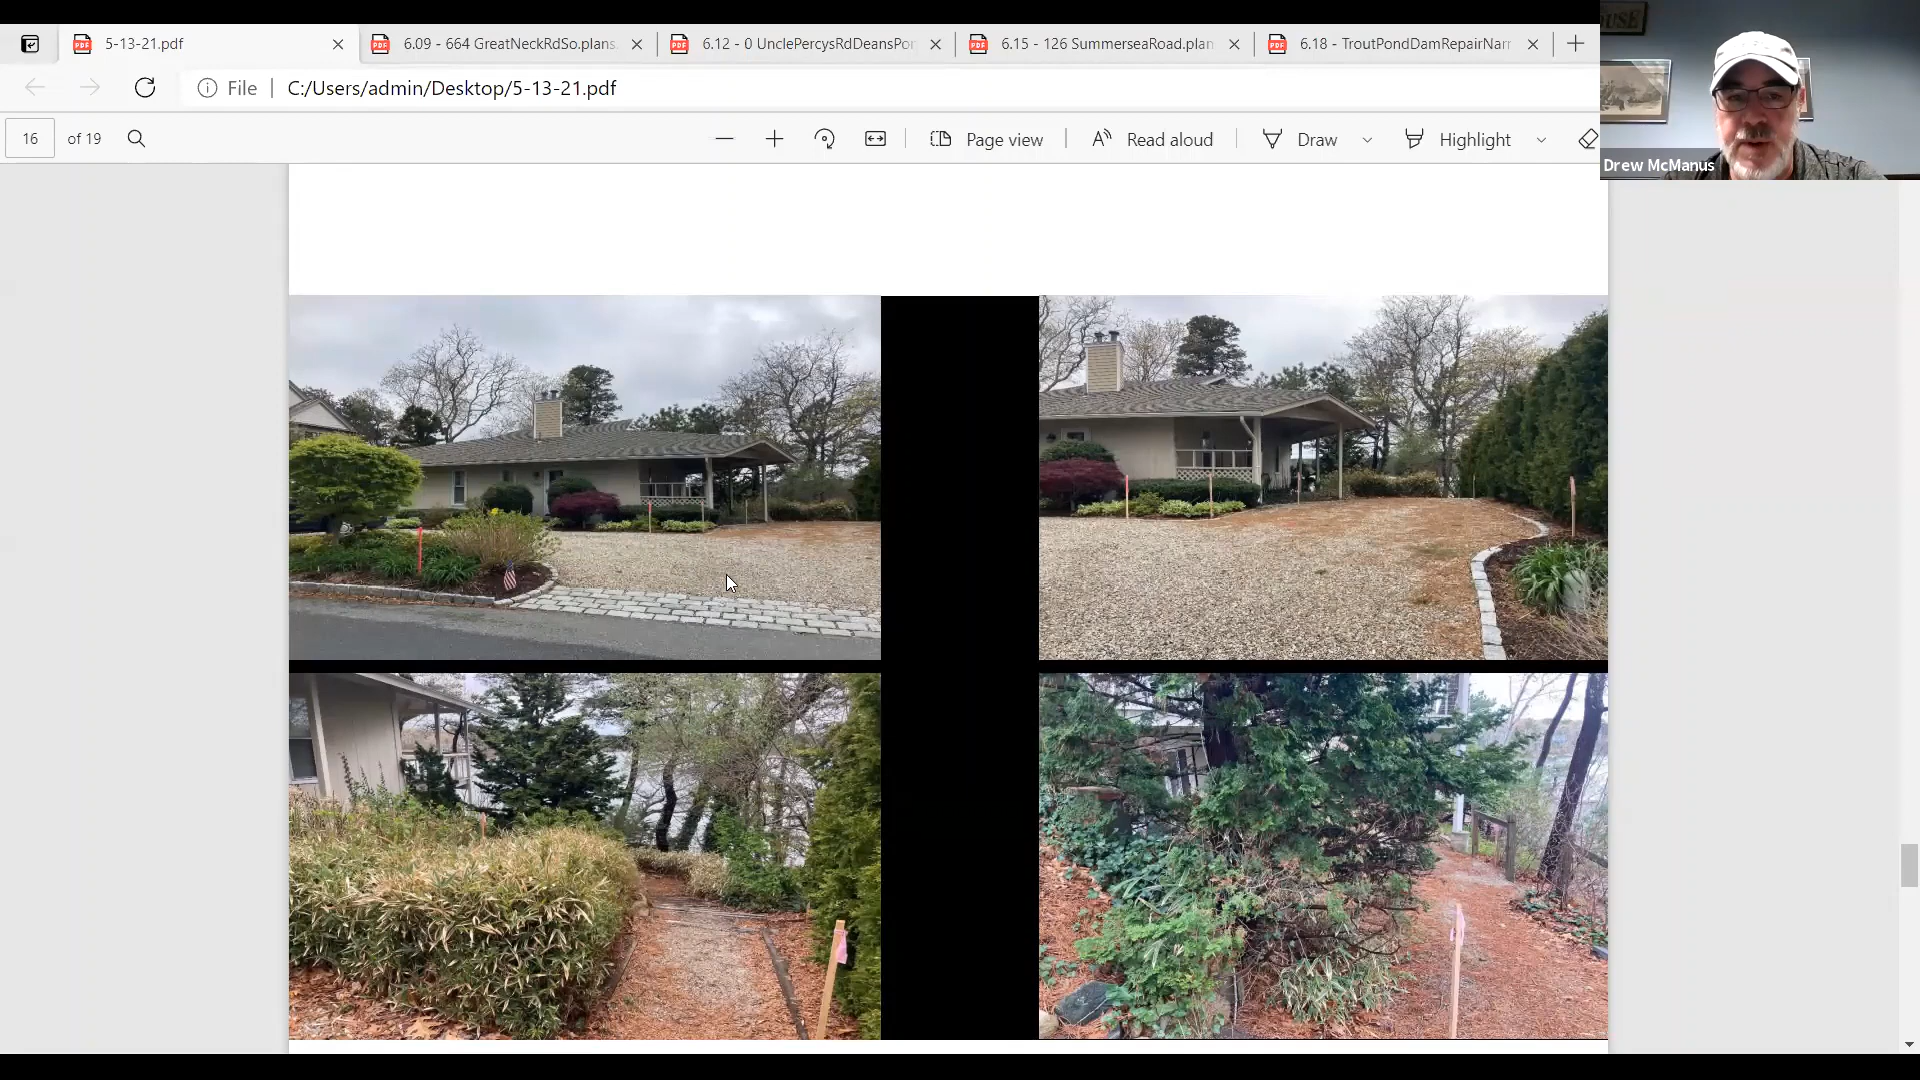 5-13-21.pdf
6.09 - 664 GreatNeckRdSo.plans.
6.12 - 0 UnclePercysRdDeansPon
6.15 - 126 SummerseaRoad.plan
6.18 - TroutPondDamRepairNarr
File | C:/Users/admin/Desktop/5-13-21.pdf
16 of 19
Page view
Read aloud
Draw
Highlight
Drew McManus